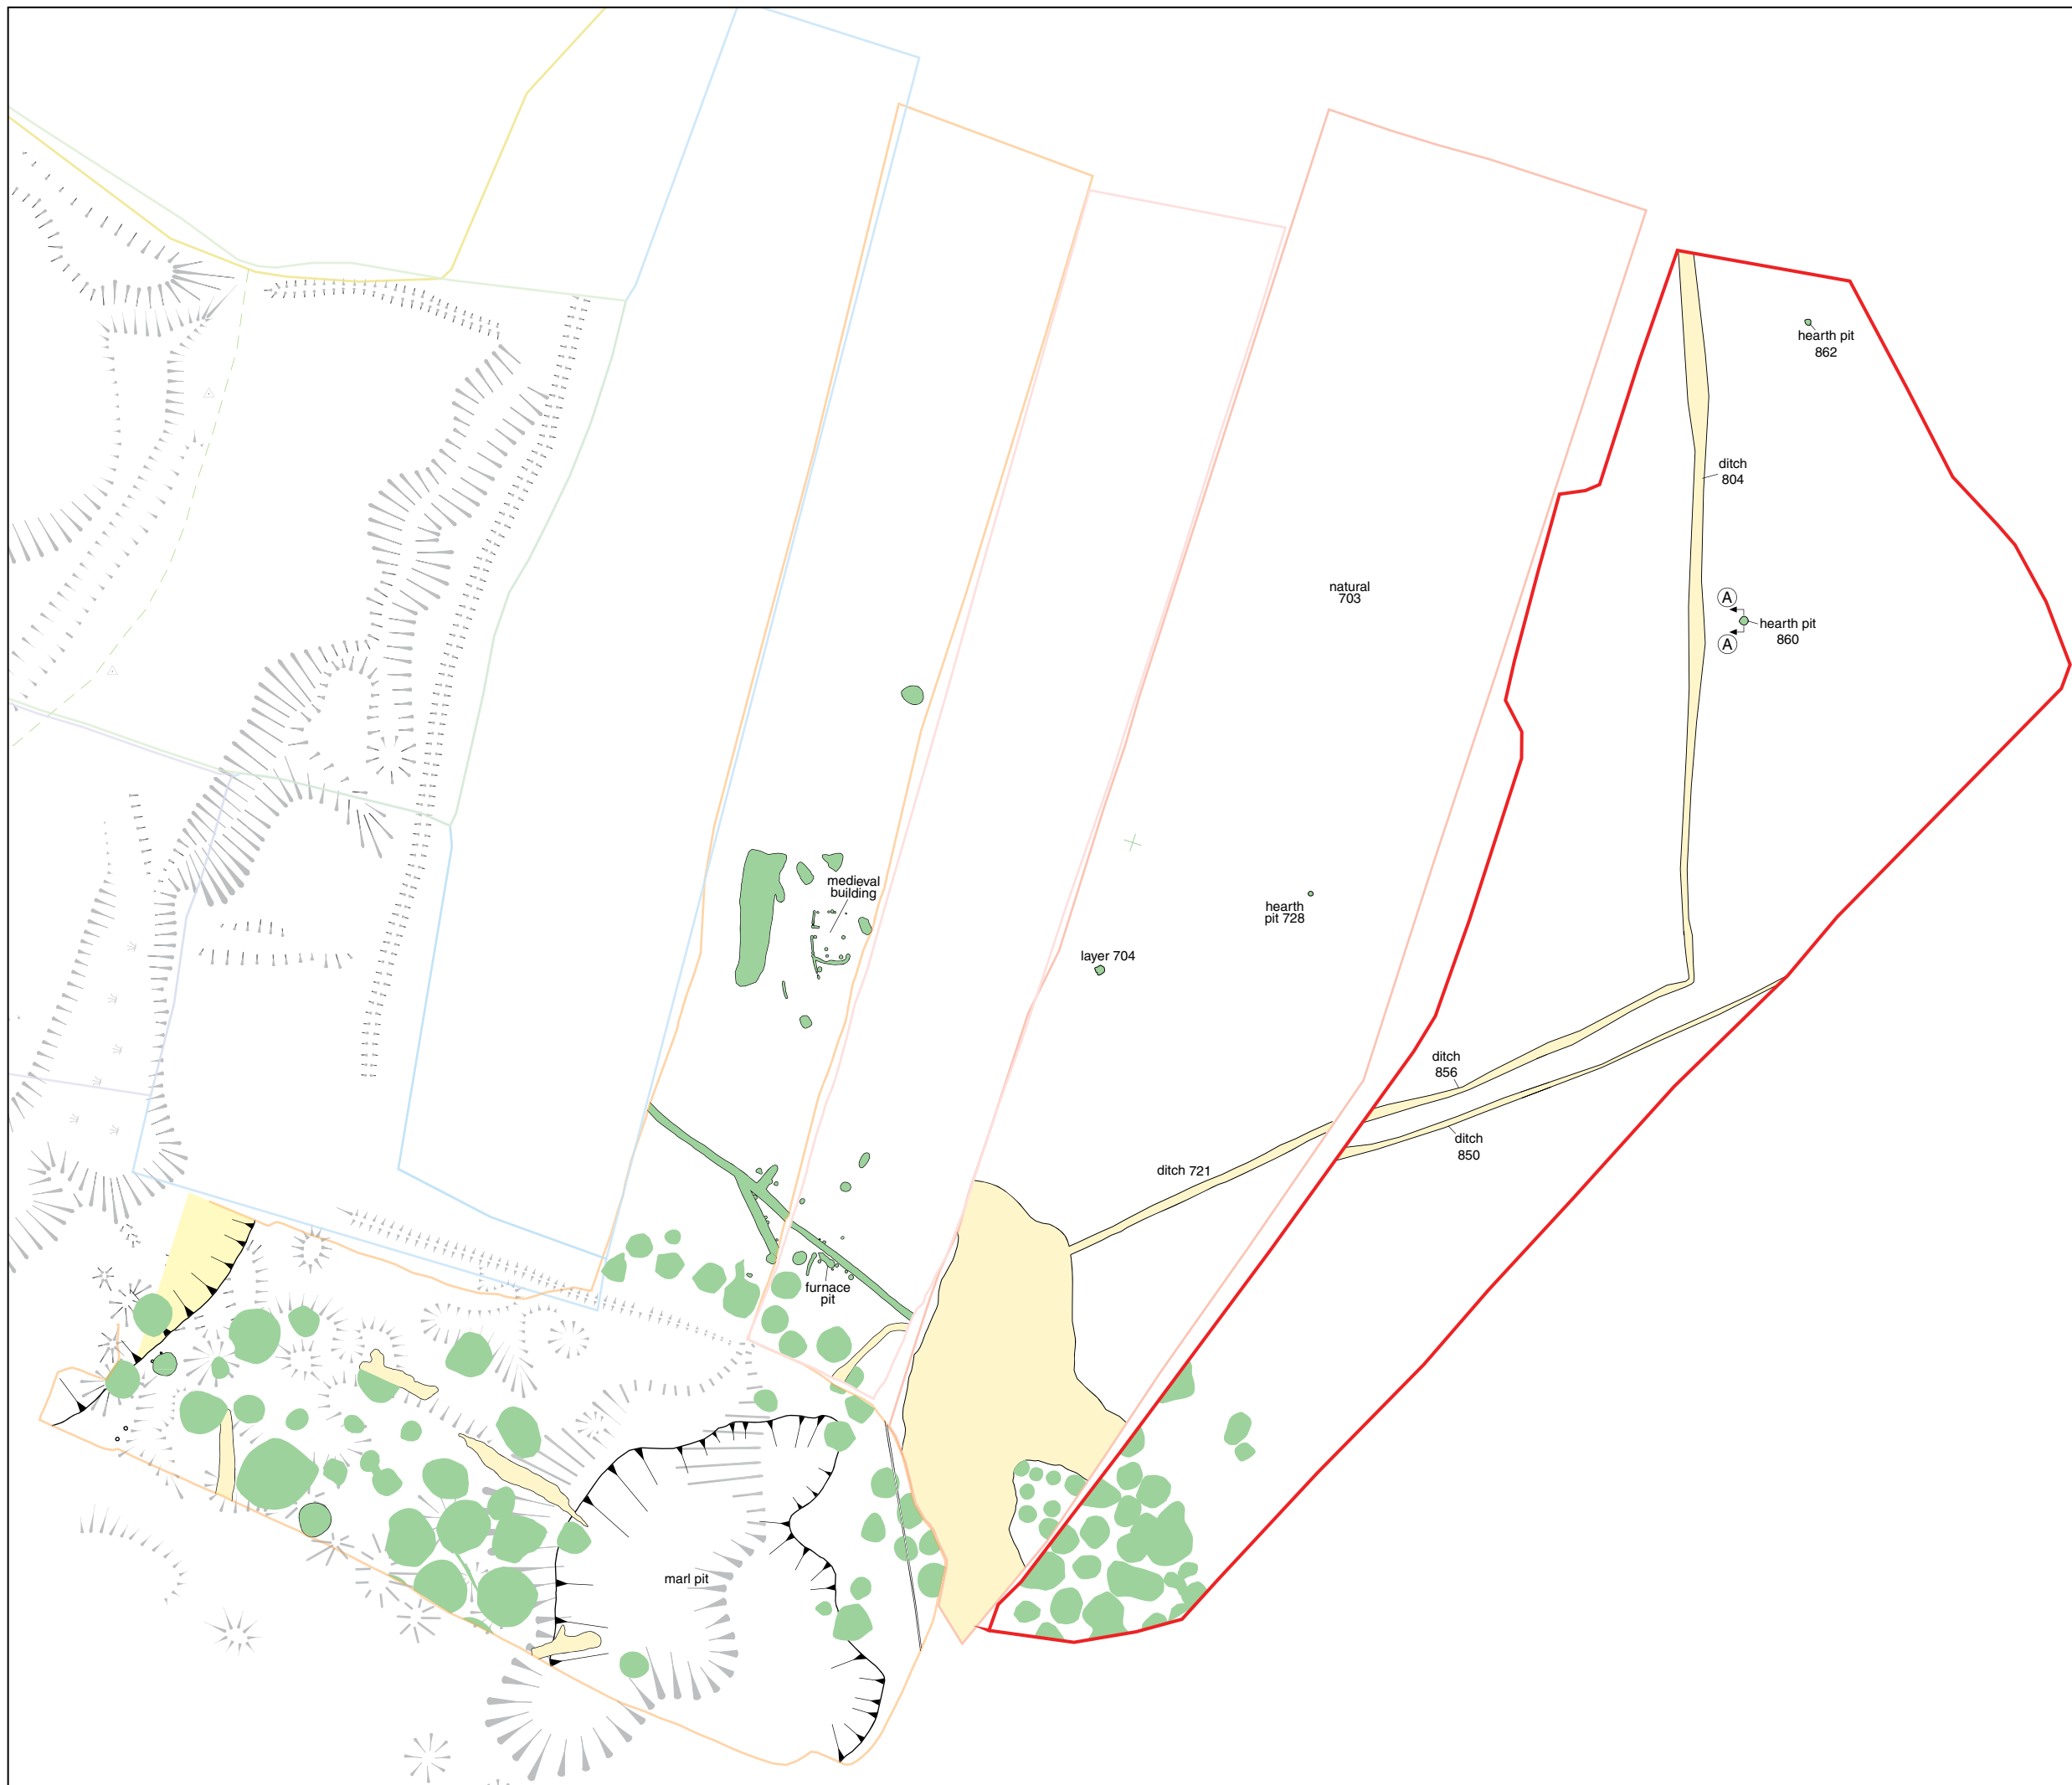 hearth pit
862
ditch
804
natural
703
A
hearth pit
860
A
medieval
building
hearth
pit 728
layer 704
ditch
856
ditch
850
ditch 721
furnace
pit
marl pit